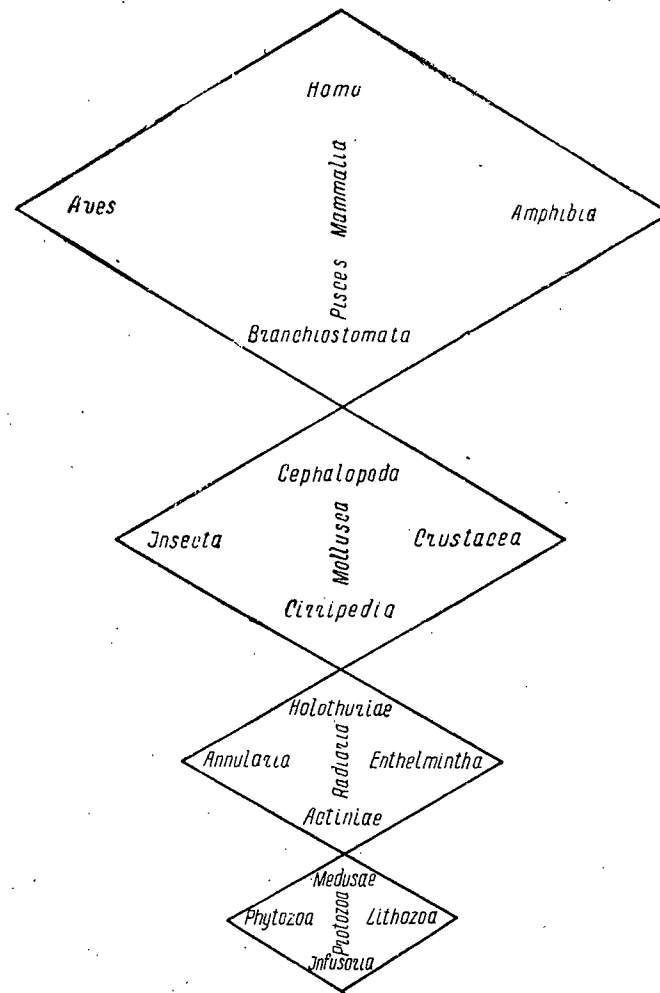 Homo
Mammalia
Aves
Amphibia
Pisces
Branchiostomata
Cephalopoda
Mollusca
Insecta
Crustacea
Cirripedia
Holothuriae
Radiaria
Annularia
Enthelmintha
Actiniae
Medusae
Protozoa
Phytozoa
Lithozoa
Infusoria